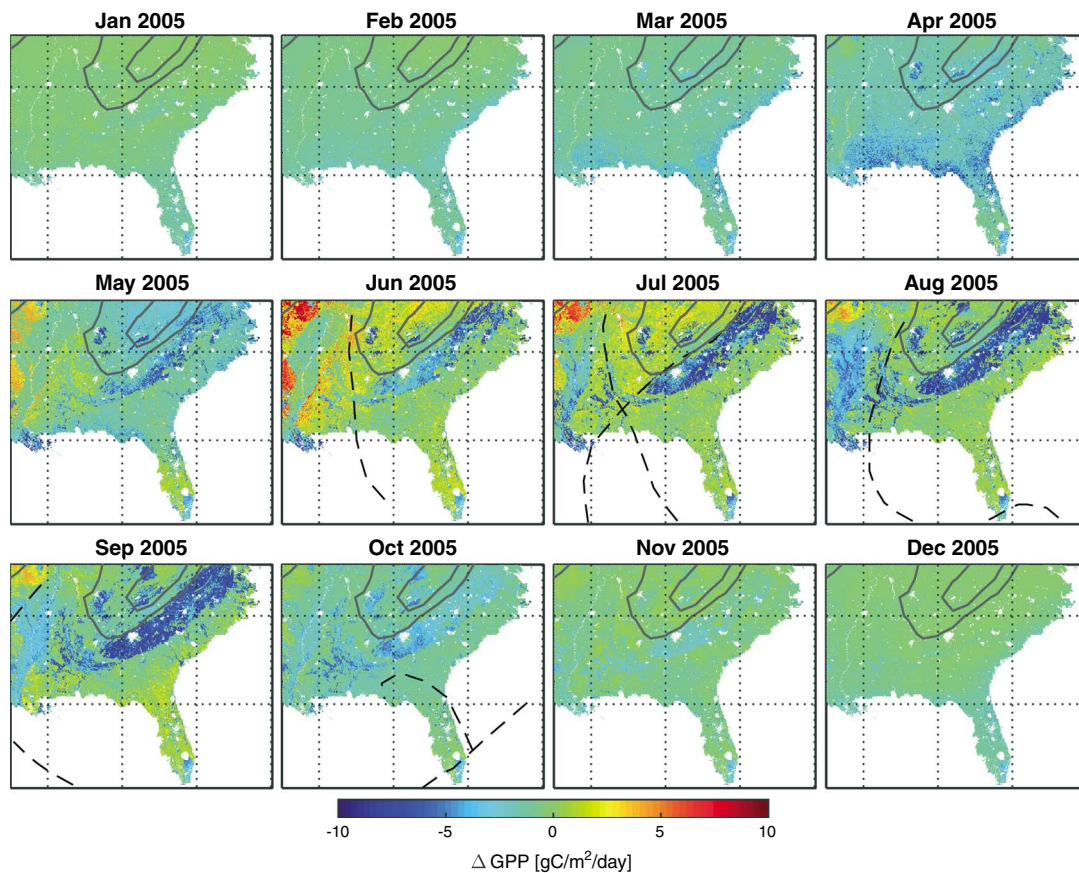 Jan 2005 Feb 2005 Mar 2005 Apr 2005
May 2005 Jun 2005 Jul 2005 Aug 2005
Sep 2005 Oct 2005 Nov 2005 Dec 2005
-10 -5 0 5 10
Δ GPP [gC/m²/day]